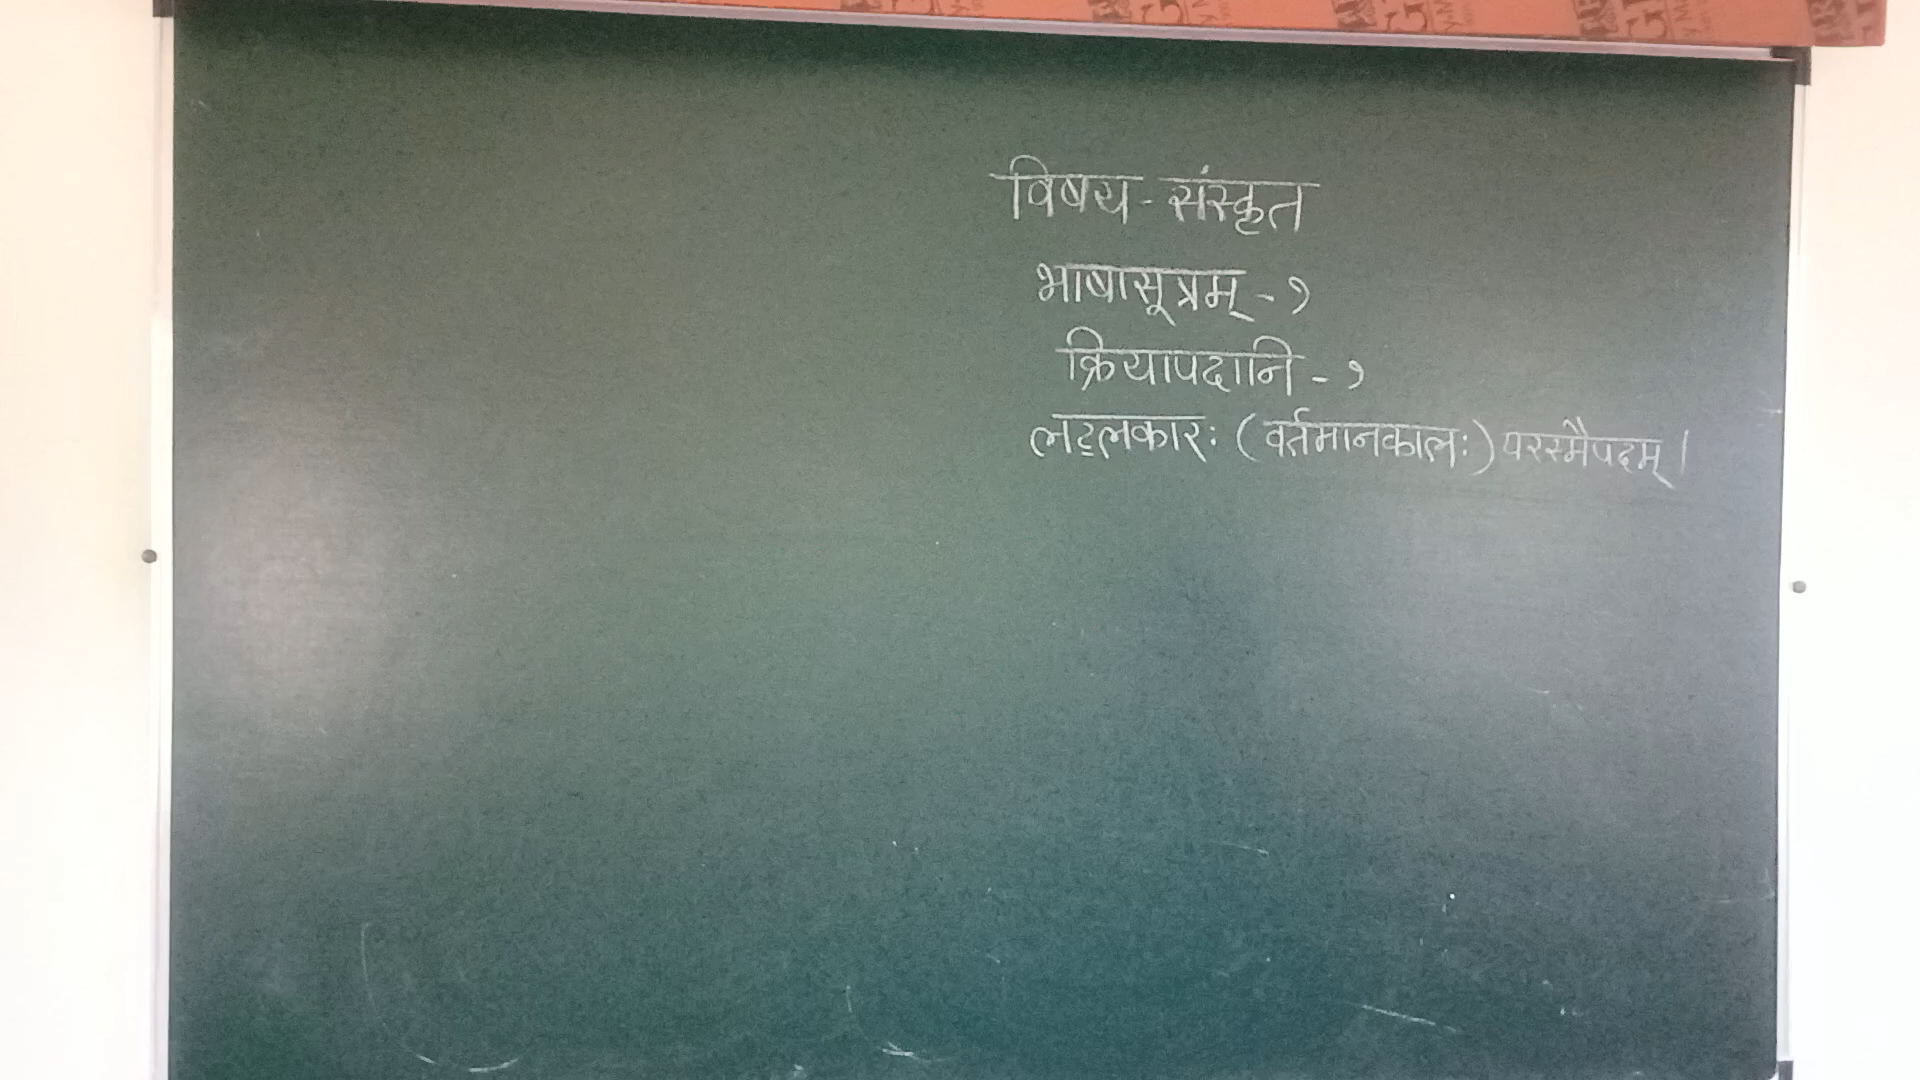 विषय - संस्कृत
भाषासूत्रम् - १
क्रियापदानि - १
लट्लकारः (वर्तमानकालः) परस्मैपदम् ।